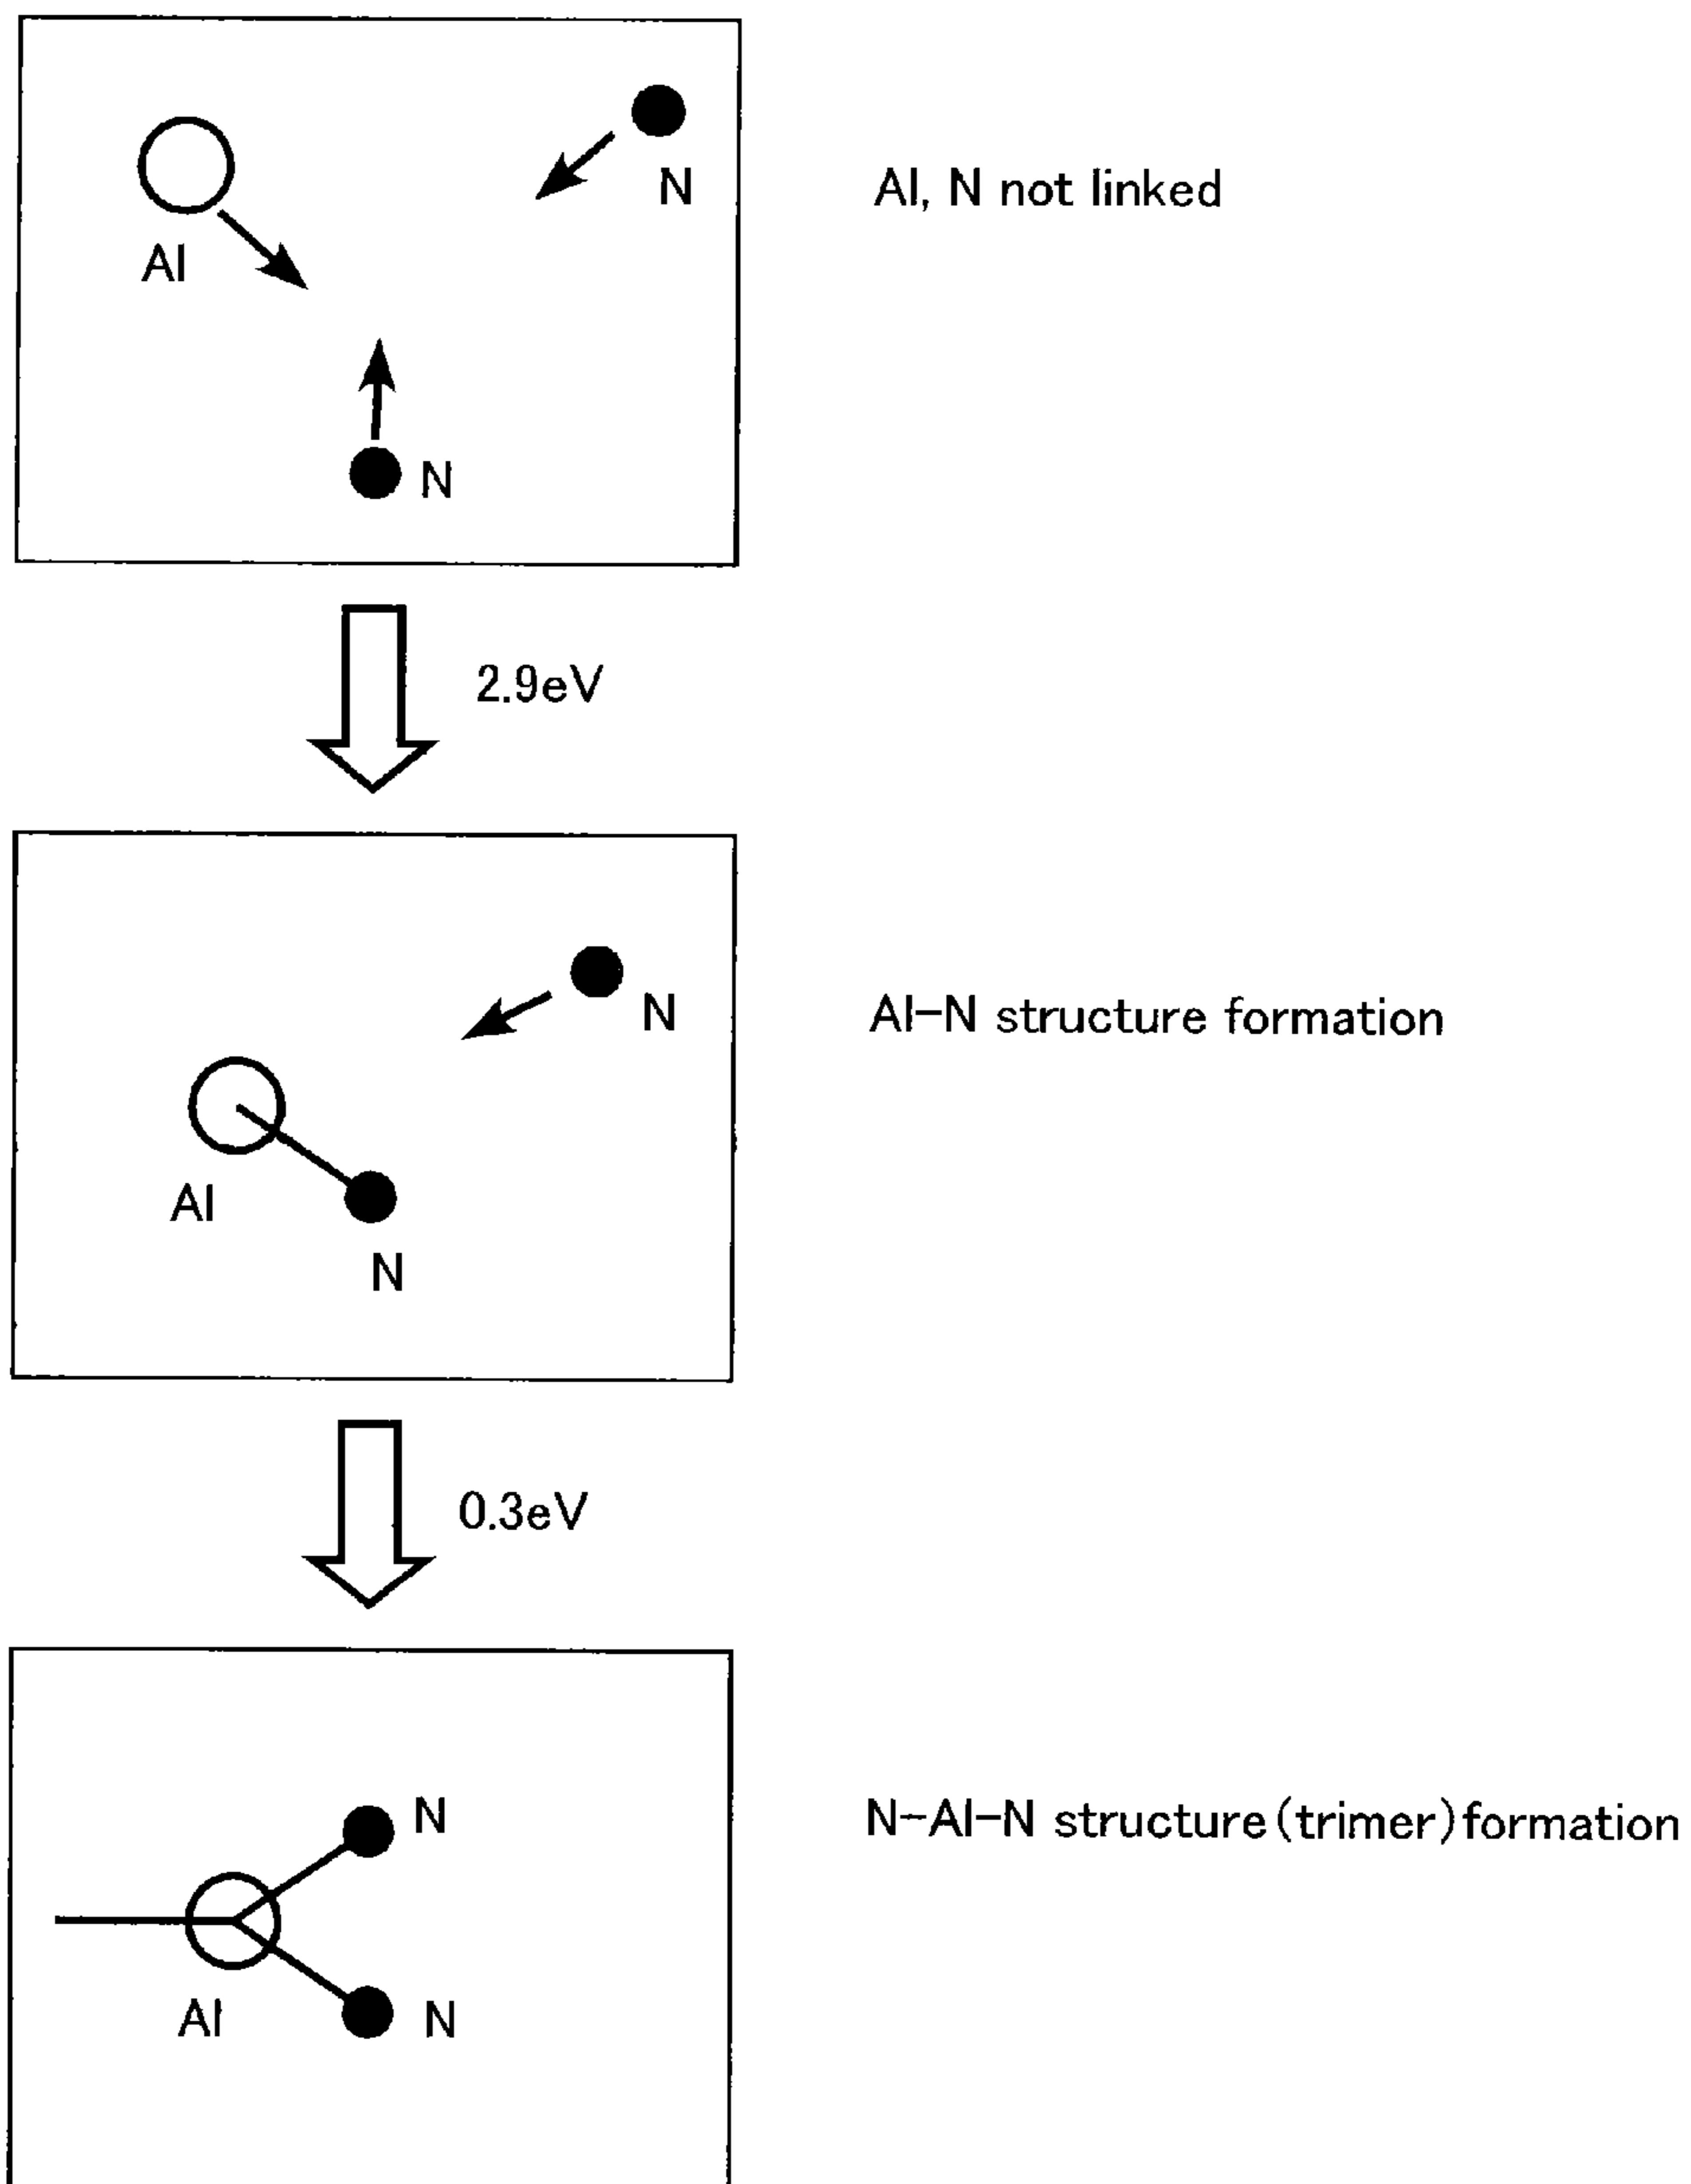 N
Al, N not linked
Al
N
2.9eV
N
Al-N structure formation
Al
N
0.3eV
N
N-Al-N structure(trimer)formation
Al
N